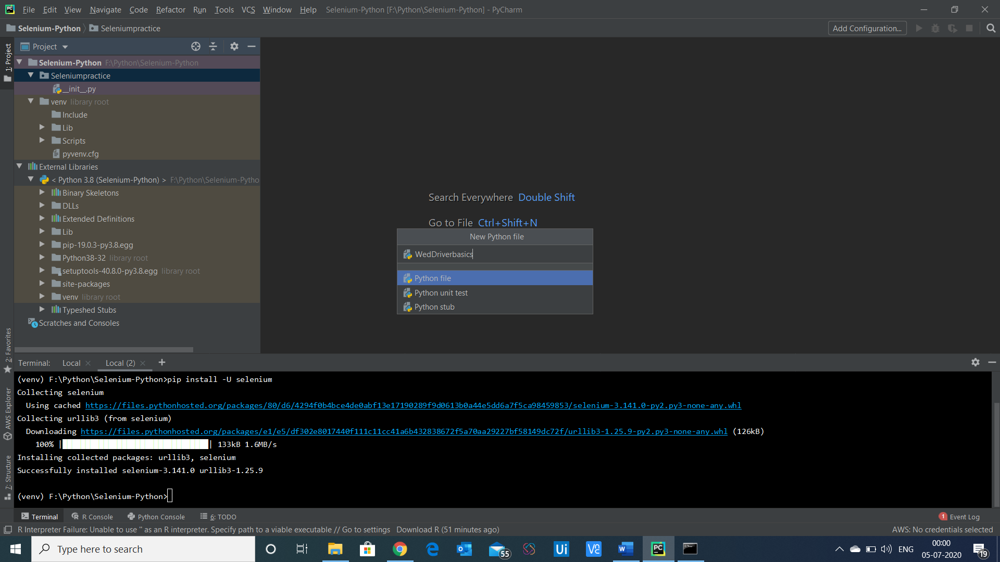 File Edit View Navigate Code Refactor Run Tools VCS Window Help Selenium-Python [F:\Python\Selenium-Python] - PyCharm
Selenium-Python Seleniumpractice Add Configuration...
Project
1: Project
Selenium-Python F:\Python\Selenium-Python
Seleniumpractice
__init__.py
venv library root
Include
Lib
Scripts
pyvenv.cfg
External Libraries
< Python 3.8 (Selenium-Python) > F:\Python\Selenium-Pytho
Binary Skeletons
DLLs
Extended Definitions
Lib
pip-19.0.3-py3.8.egg
Python38-32 library root
setuptools-40.8.0-py3.8.egg library root
site-packages
venv library root
Typeshed Stubs
Scratches and Consoles
Search Everywhere Double Shift
Go to File Ctrl+Shift+N
New Python file
WedDriverbasics
Python file
Python unit test
Python stub
2: Favorites
AWS Explorer
7: Structure
Terminal: Local Local (2)
(venv) F:\Python\Selenium-Python>pip install -U selenium
Collecting selenium
Using cached https://files.pythonhosted.org/packages/80/d6/4294f0b4bce4de0abf13e17190289f9d0613b0a44e5dd6a7f5ca98459853/selenium-3.141.0-py2.py3-none-any.whl
Collecting urllib3 (from selenium)
Downloading https://files.pythonhosted.org/packages/e1/e5/df302e8017440f111c11cc41a6b432838672f5a70aa29227bf58149dc72f/urllib3-1.25.9-py2.py3-none-any.whl (126kB)
100% | | 133kB 1.6MB/s
Installing collected packages: urllib3, selenium
Successfully installed selenium-3.141.0 urllib3-1.25.9
(venv) F:\Python\Selenium-Python>
Terminal R Console Python Console 6: TODO 1 Event Log
R Interpreter Failure: Unable to use '' as an R interpreter. Specify path to a viable executable // Go to settings Download R (51 minutes ago) AWS: No credentials selected
Type here to search 55 Ui PC ENG 00:00
05-07-2020 19